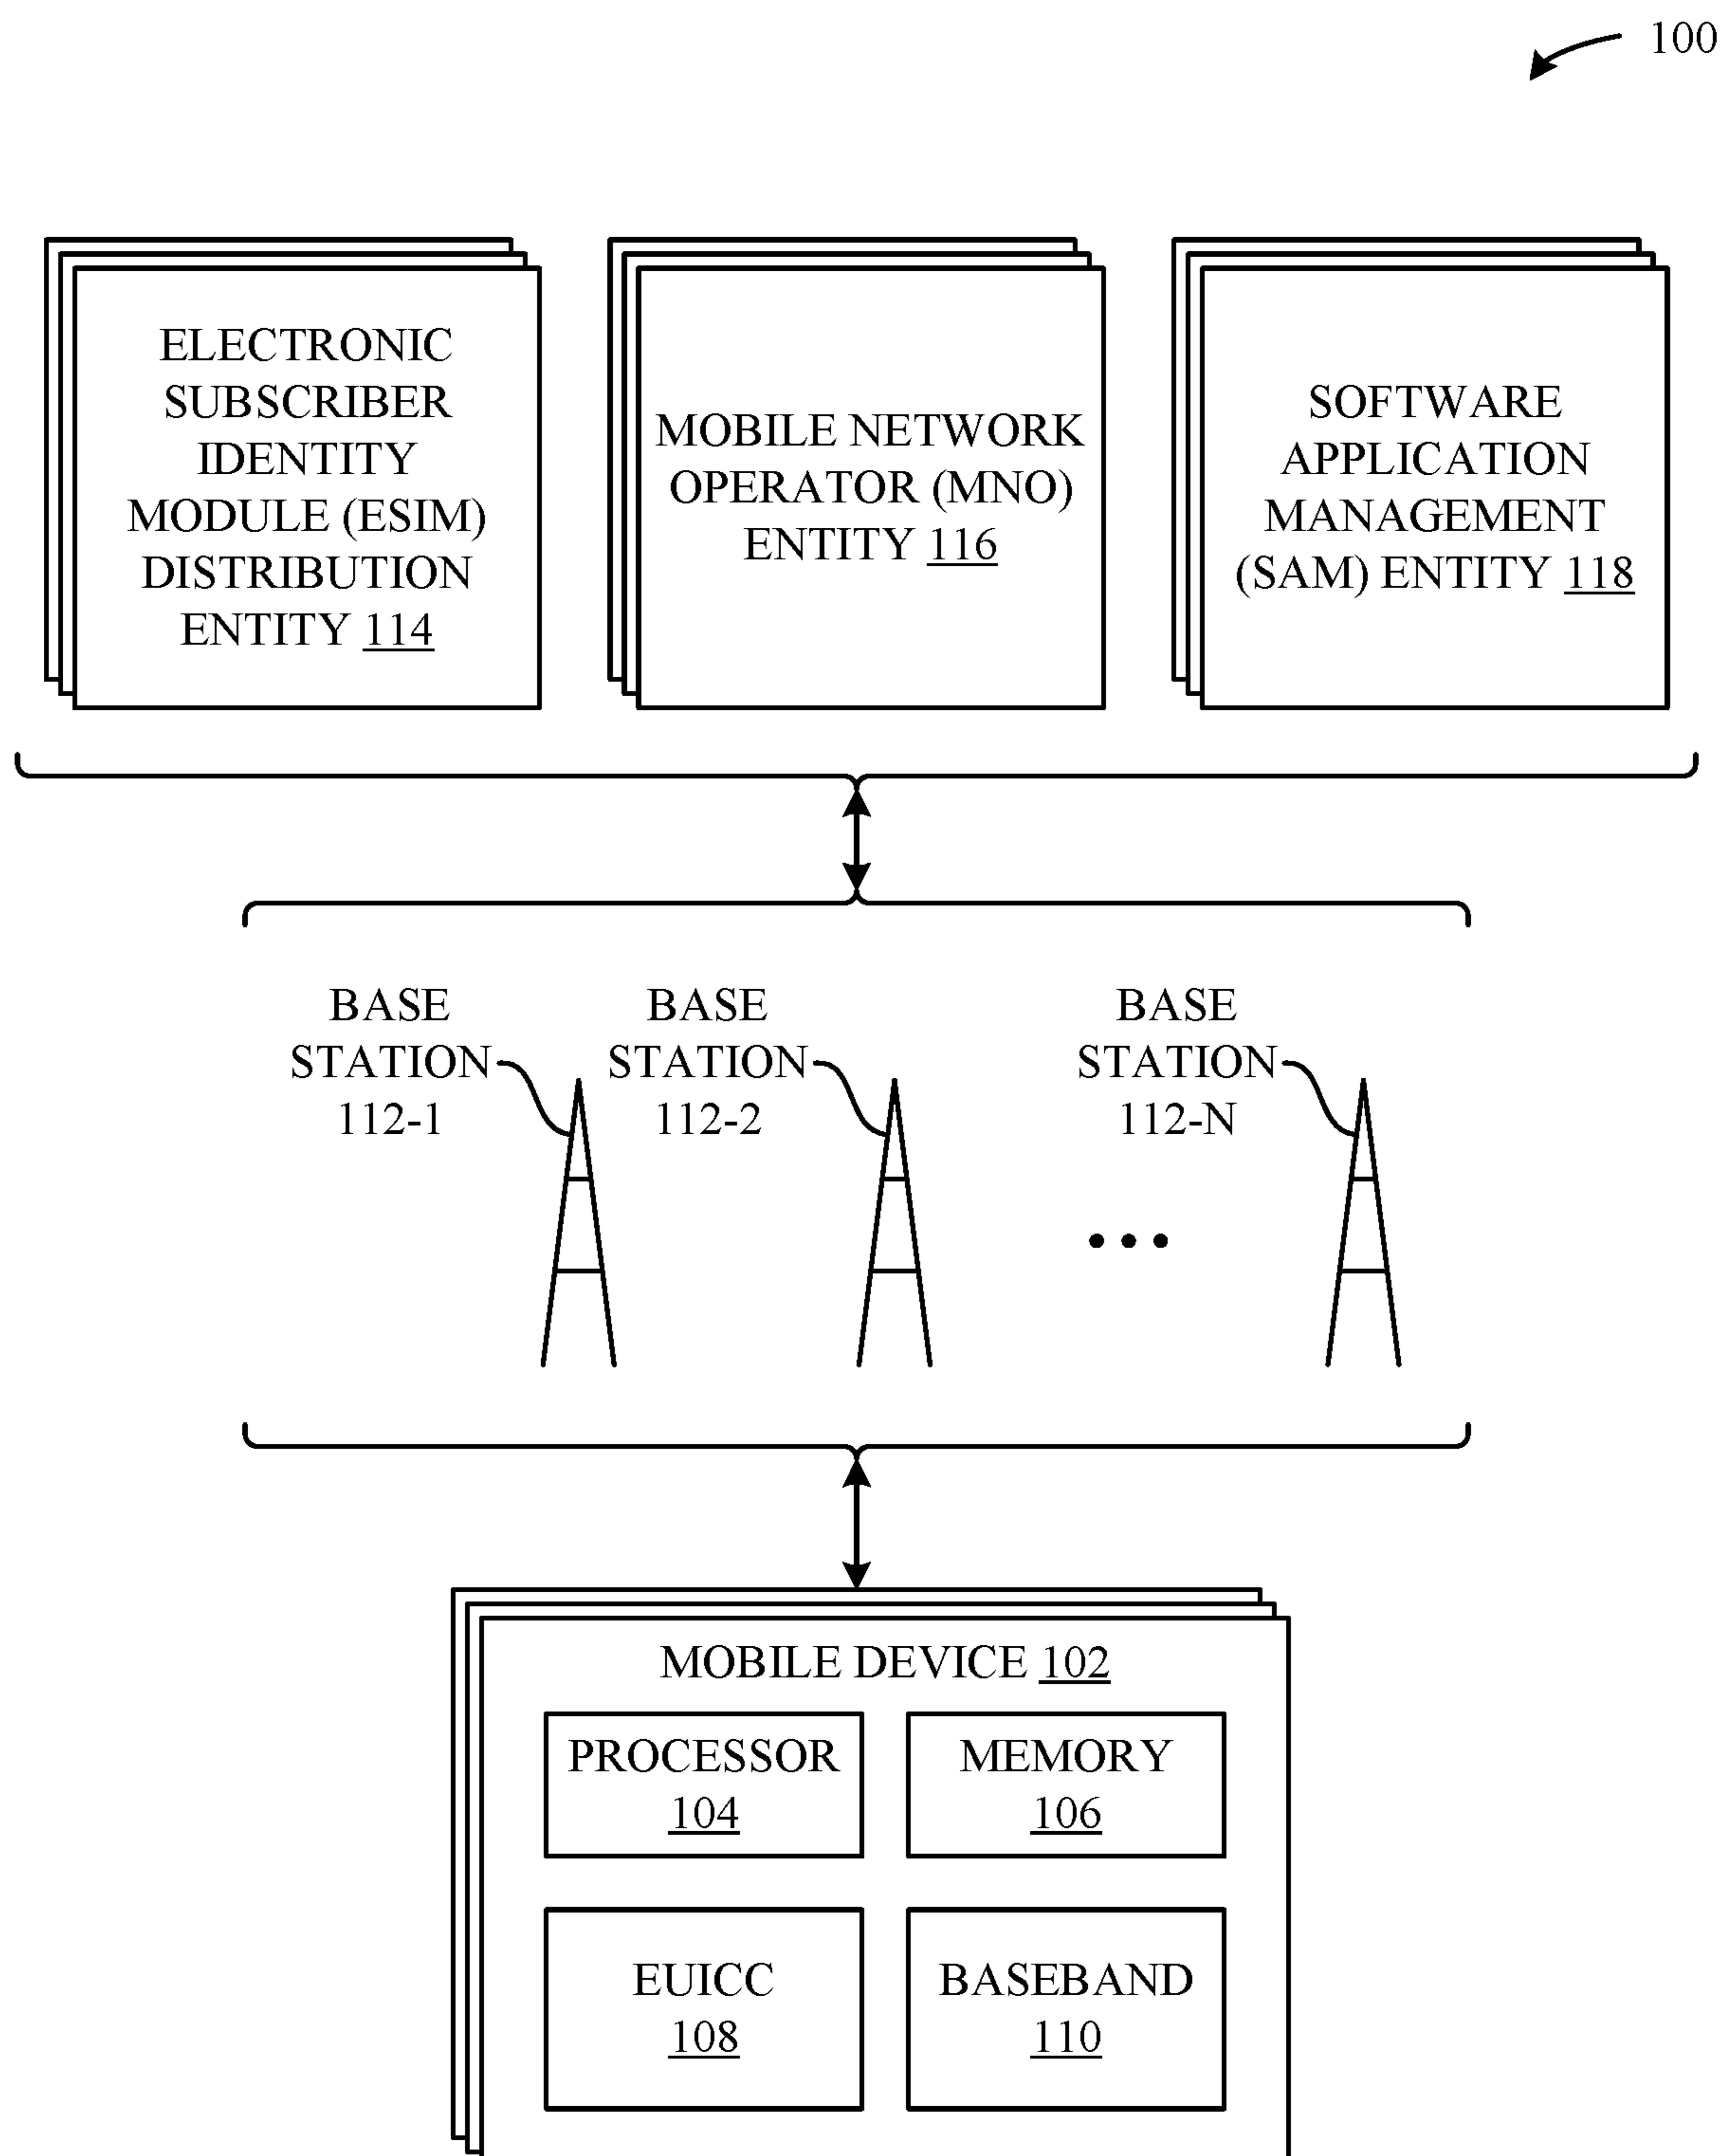 100
ELECTRONIC
SUBSCRIBER
IDENTITY
MODULE (ESIM)
DISTRIBUTION
ENTITY 114
MOBILE NETWORK
OPERATOR (MNO)
ENTITY 116
SOFTWARE
APPLICATION
MANAGEMENT
(SAM) ENTITY 118
BASE
STATION
112-1
BASE
STATION
112-2
BASE
STATION
112-N
MOBILE DEVICE 102
PROCESSOR
104
MEMORY
106
EUICC
108
BASEBAND
110